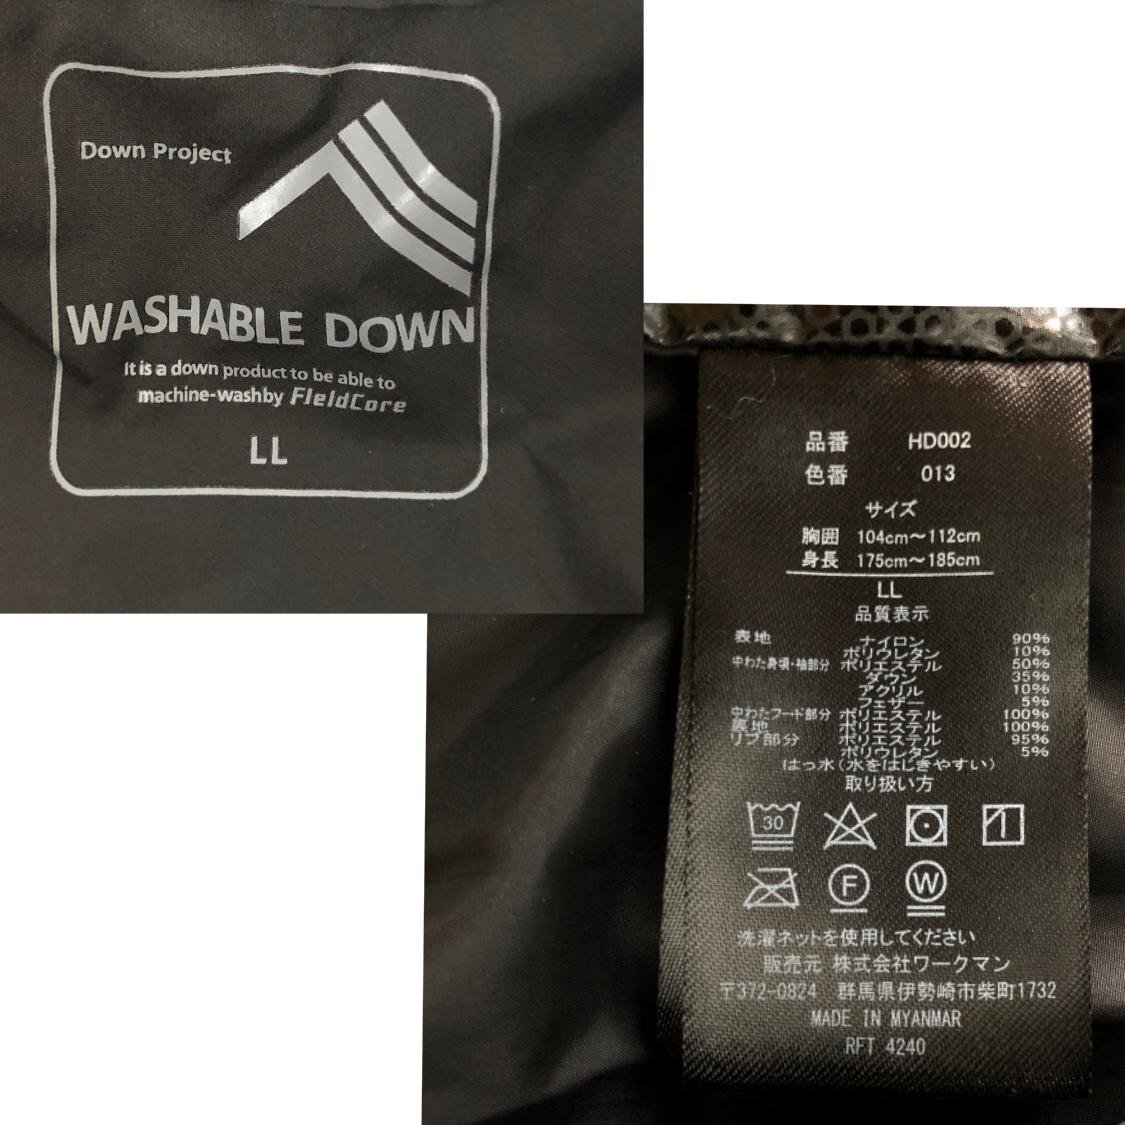 Down Project
WASHABLE DOWN
It is a down product to be able to
machine-washby FieldCore
LL
品番 HD002
色番 013
サイズ
胸囲 104cm～112cm
身長 175cm～185cm
LL
品質表示
表地 ナイロン 90%
ポリウレタン 10%
中わた身頃・袖部分 ポリエステル 50%
ダウン 35%
アクリル 10%
フェザー 5%
中わたフード部分 ポリエステル 100%
裏地 ポリエステル 100%
リブ部分 ポリエステル 95%
ポリウレタン 5%
はっ水(水をはじきやすい)
取り扱い方
30
F W
洗濯ネットを使用してください
販売元 株式会社ワークマン
〒372-0824 群馬県伊勢崎市柴町1732
MADE IN MYANMAR
RFT 4240